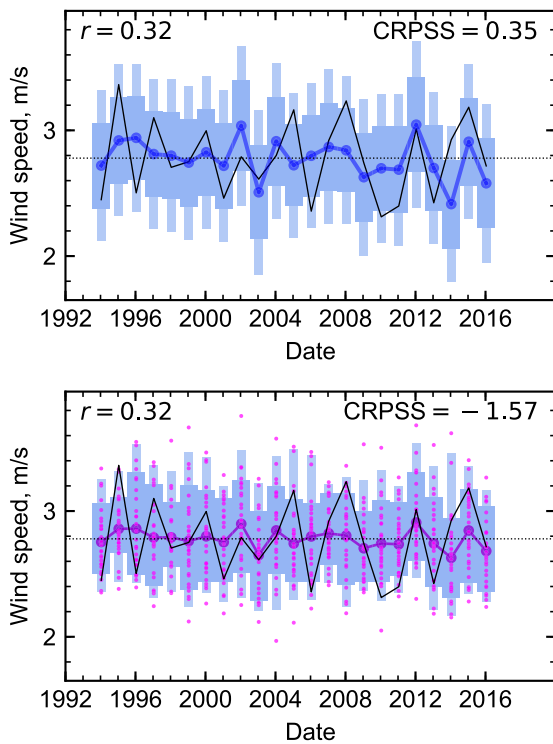 r = 0.32 CRPSS = 0.35
Wind speed, m/s
3
2
1992 1996 2000 2004 2008 2012 2016
Date
r = 0.32 CRPSS = −1.57
Wind speed, m/s
3
2
1992 1996 2000 2004 2008 2012 2016
Date